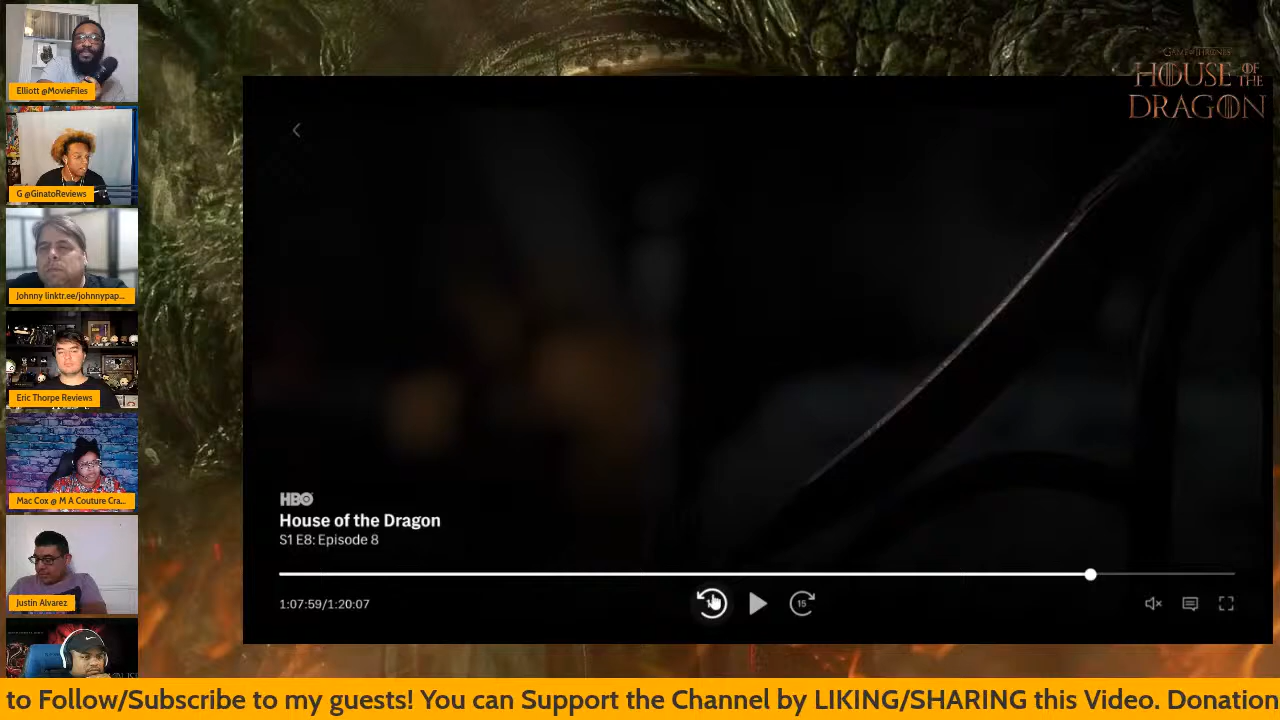 Elliott @MovieFiles
G @GinatoReviews
Johnny linktr.ee/johnnypap...
Eric Thorpe Reviews
Mac Cox @ M A Couture Cra...
Justin Alvarez
GAME OF THRONES
HOUSE OF THE
DRAGON
HBO
House of the Dragon
S1 E8: Episode 8
1:07:59/1:20:07
15
to Follow/Subscribe to my guests! You can Support the Channel by LIKING/SHARING this Video. Donation